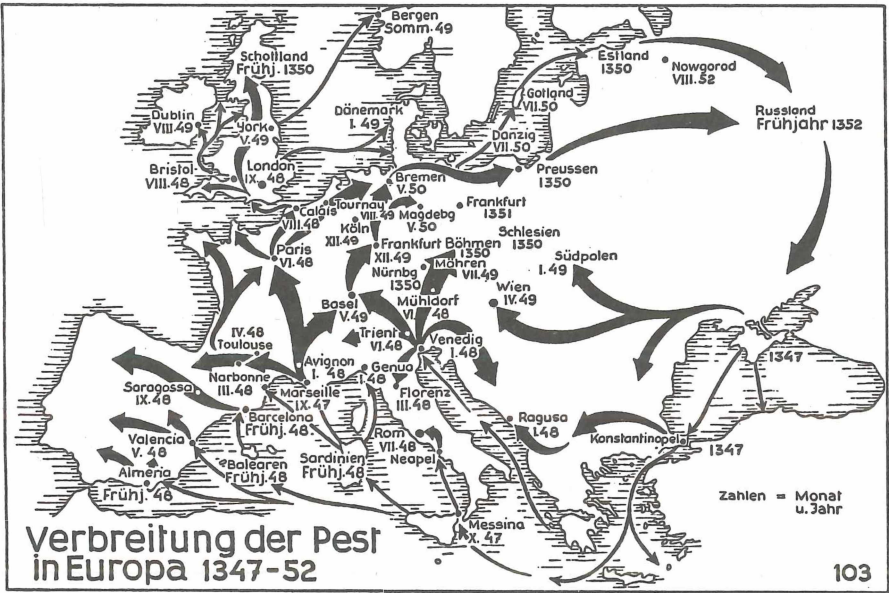 Bergen
Somm. 49
Schottland
Frühj. 1350
Estland
1350
Nowgorod
VIII. 52
Gotland
VII.50
Dublin
VIII.49
York
V.49
Dänemark
I. 49
Russland
Frühjahr 1352
Danzig
VII.50
Bristol
VIII.48
London
IX. 48
Bremen
V.50
Preussen
1350
Calais
VIII.48
Tournay
VIII.49
Magdebg
V.50
Frankfurt
1351
Köln
XII.49
Schlesien
1350
Paris
VI.48
Frankfurt
XII.49
Böhmen
1350
Südpolen
I.49
Nürnbg
1350
Mähren
VII.49
Basel
V.49
Mühldorf
VI. 48
Wien
IV.49
IV.48
Toulouse
Trient
VI.48
Venedig
I.48
1347
Avignon
I. 48
Genua
I.48
Narbonne
III.48
Marseille
IX.47
Florenz
III.48
Saragossa
IX.48
Barcelona
Frühj. 48
Rom
VII.48
Ragusa
I.48
Konstantinopel
1347
Valencia
V. 48
Neapel
Balearen
Frühj. 48
Sardinien
Frühj. 48
Almeria
Frühj. 48
Messina
X. 47
Zahlen = Monat
u. Jahr
Verbreitung der Pest
in Europa 1347-52
103